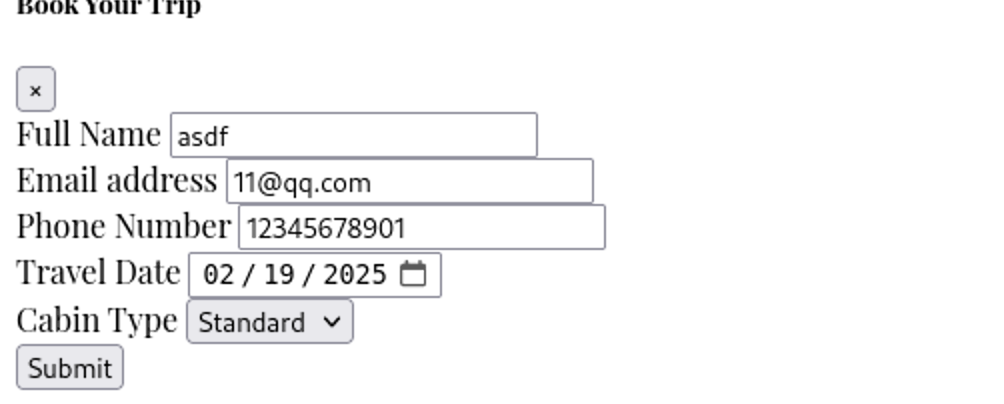 Book Your Trip
×
Full Name asdf
Email address 11@qq.com
Phone Number 12345678901
Travel Date 02 / 19 / 2025
Cabin Type Standard
Submit